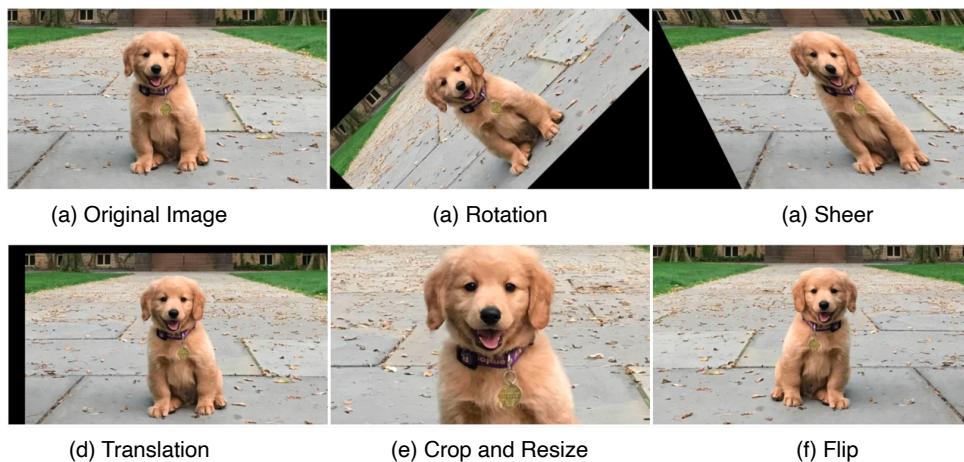 (a) Original Image
(a) Rotation
(a) Sheer
(d) Translation
(e) Crop and Resize
(f) Flip